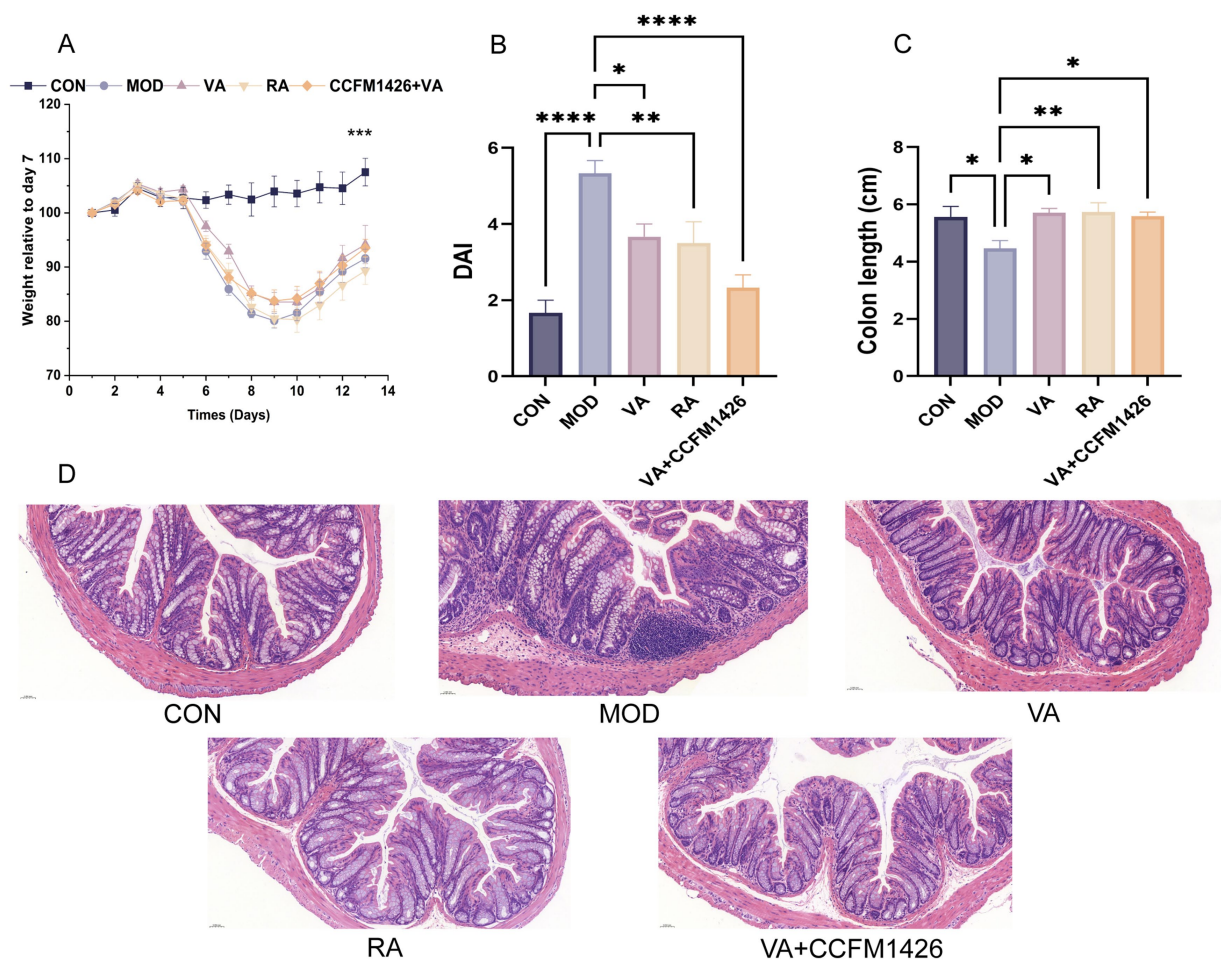 A
CON MOD VA RA CCFM1426+VA
***
120
110
100
90
80
70
0 2 4 6 8 10 12 14
Weight relative to day 7
Times (Days)
B
****
*
**** **
6
4
2
0
DAI
CON
MOD
VA
RA
VA+CCFM1426
C
*
**
* *
8
6
4
2
0
Colon length (cm)
CON
MOD
VA
RA
VA+CCFM1426
D
CON
MOD
VA
RA
VA+CCFM1426